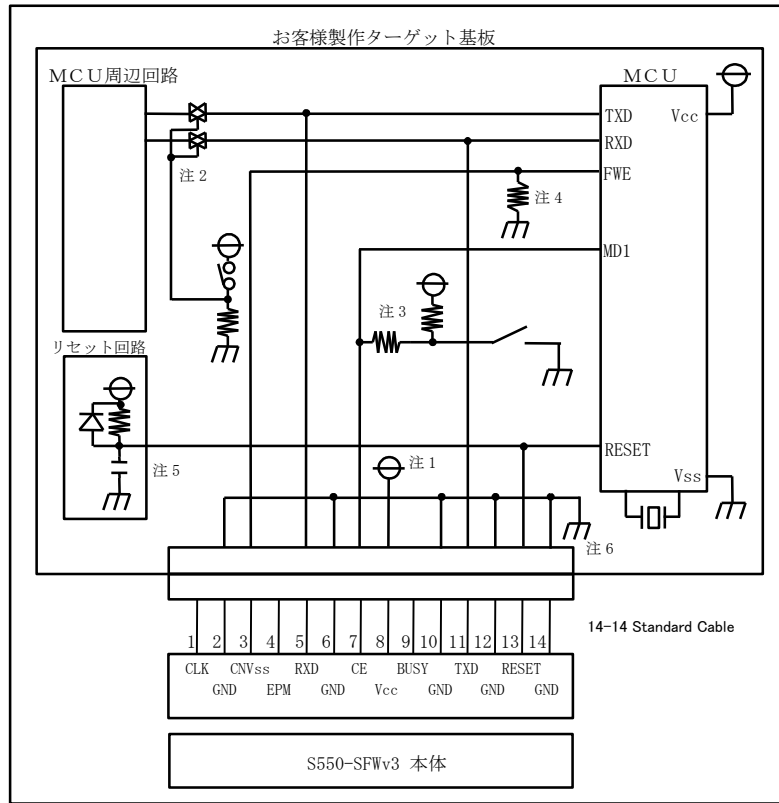 お客様製作ターゲット基板
MCU周辺回路
MCU
TXD
Vcc
RXD
注2
FWE
注4
MD1
注3
リセット回路
RESET
注1
注5
Vss
注6
14-14 Standard Cable
1 2 3 4 5 6 7 8 9 10 11 12 13 14
CLK CNVss RXD CE BUSY TXD RESET
GND EPM GND Vcc GND GND GND
S550-SFWv3 本体